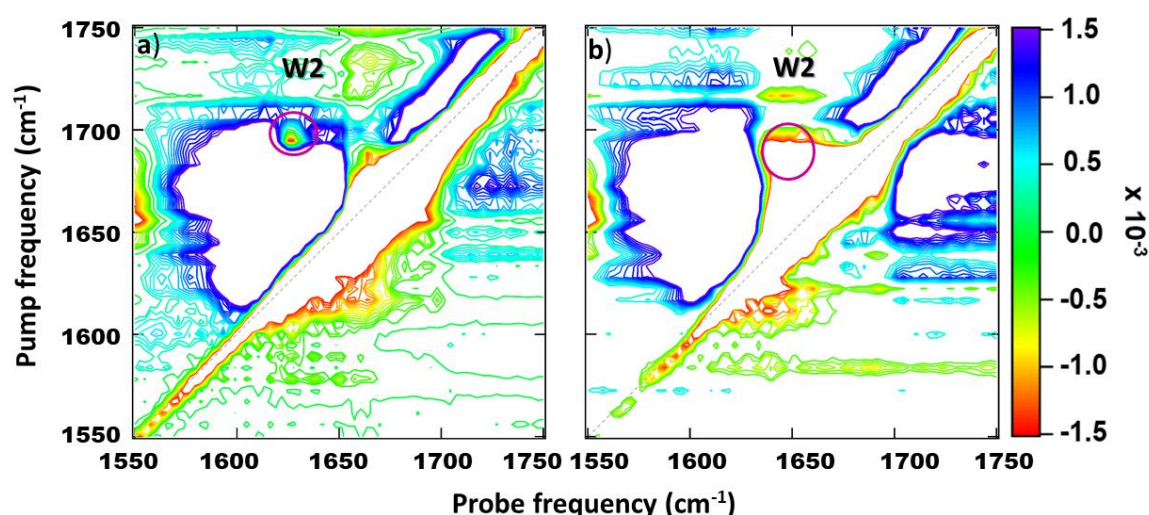 a)
W2
1750
1700
1650
1600
1550
1550 1600 1650 1700 1750
b)
W2
1550 1600 1650 1700 1750
Pump frequency (cm⁻¹)
Probe frequency (cm⁻¹)
1.5
1.0
0.5
0.0
-0.5
-1.0
-1.5
x 10⁻³